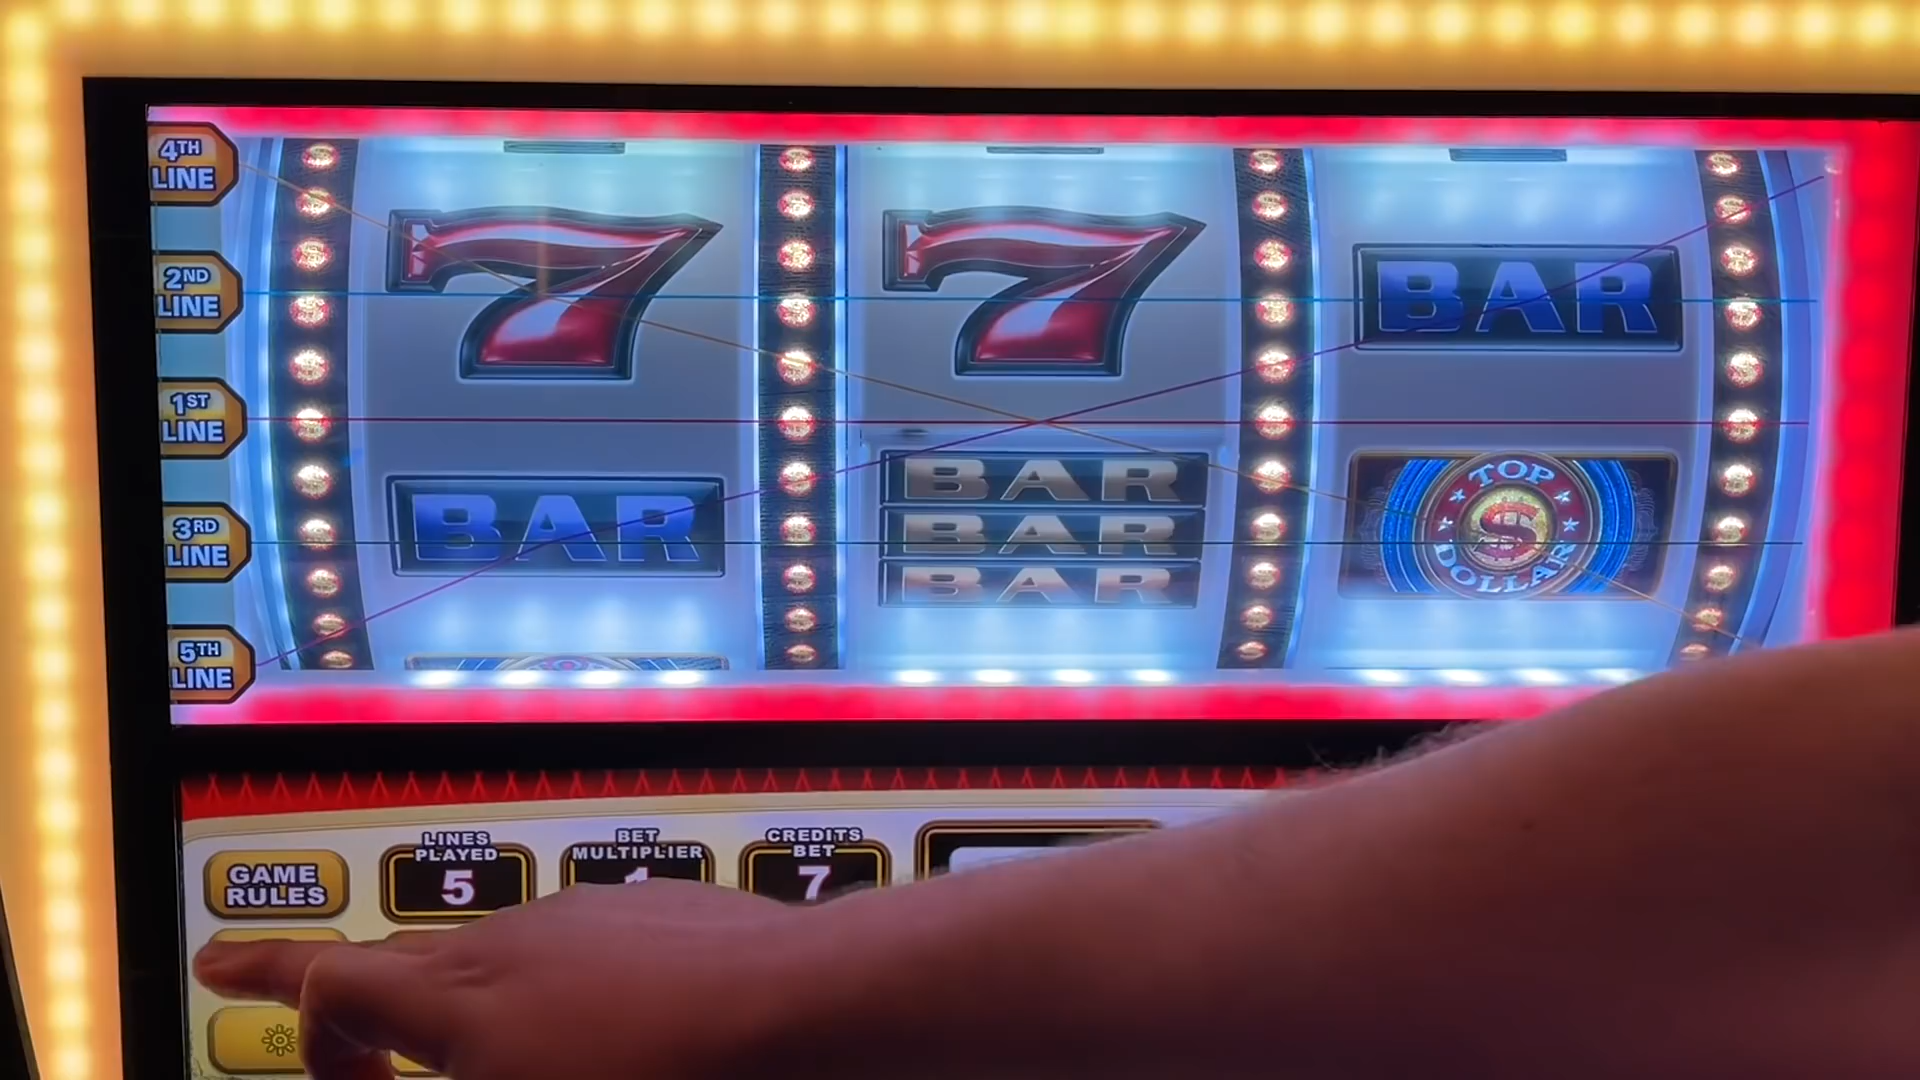 4TH
LINE
2ND
LINE
1ST
LINE
3RD
LINE
5TH
LINE
7
7
BAR
BAR
BAR
BAR
BAR
TOP
$
DOLLAR
GAME
RULES
LINES
PLAYED
5
BET
MULTIPLIER
1
CREDITS
BET
7